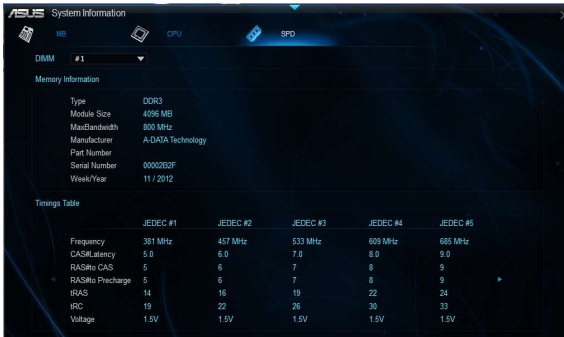 ASUS System Information
MB CPU SPD
DIMM #1
Memory Information
Type DDR3
Module Size 4096 MB
MaxBandwidth 800 MHz
Manufacturer A-DATA Technology
Part Number
Serial Number 00002B2F
Week/Year 11 / 2012
Timings Table
JEDEC #1 JEDEC #2 JEDEC #3 JEDEC #4 JEDEC #5
Frequency 381 MHz 457 MHz 533 MHz 609 MHz 685 MHz
CAS#Latency 5.0 6.0 7.0 8.0 9.0
RAS#to CAS 5 6 7 8 9
RAS#to Precharge 5 6 7 8 9
tRAS 14 16 19 22 24
tRC 19 22 26 30 33
Voltage 1.5V 1.5V 1.5V 1.5V 1.5V